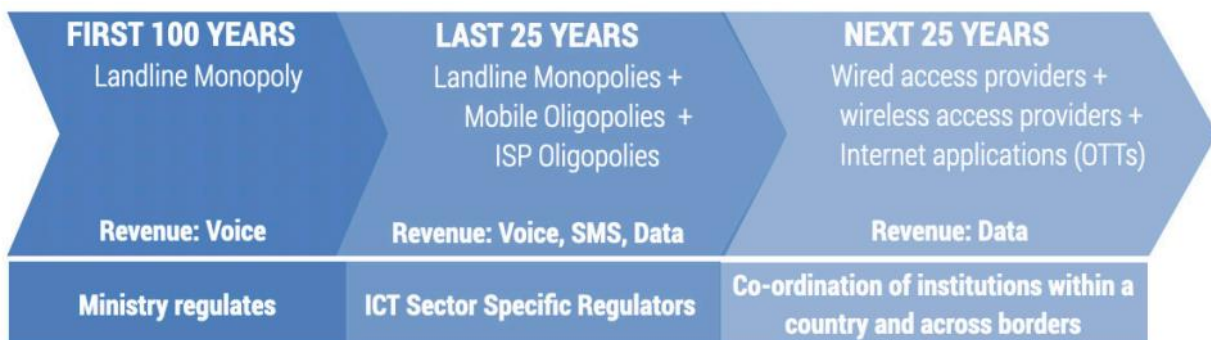 FIRST 100 YEARS
Landline Monopoly
Revenue: Voice
Ministry regulates
LAST 25 YEARS
Landline Monopolies +
Mobile Oligopolies +
ISP Oligopolies
Revenue: Voice, SMS, Data
ICT Sector Specific Regulators
NEXT 25 YEARS
Wired access providers +
wireless access providers +
Internet applications (OTTs)
Revenue: Data
Co-ordination of institutions within a
country and across borders